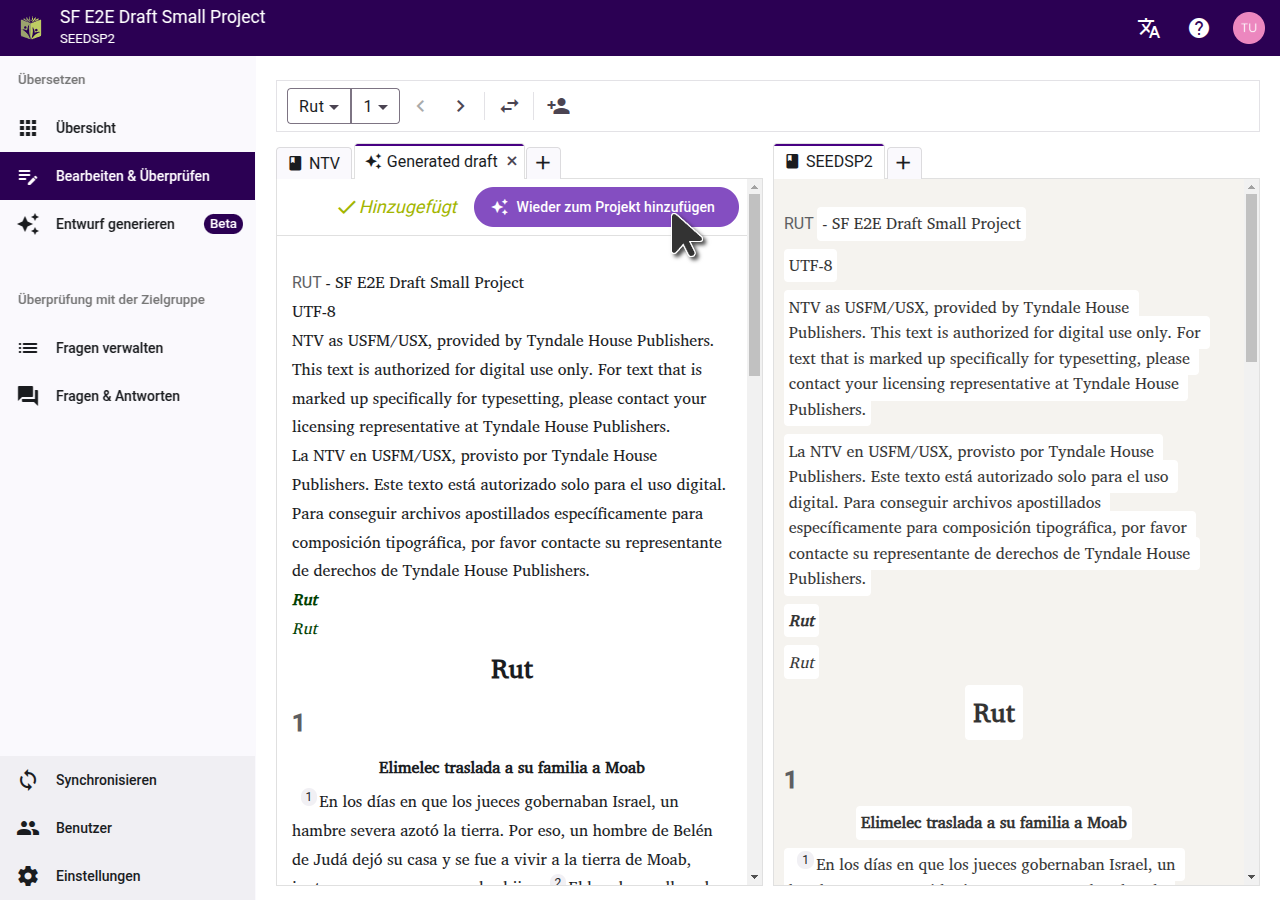 SF E2E Draft Small Project
SEEDSP2
TU
Übersetzen
Übersicht
Bearbeiten & Überprüfen
Entwurf generieren
Beta
Überprüfung mit der Zielgruppe
Fragen verwalten
Fragen & Antworten
Synchronisieren
Benutzer
Einstellungen
Rut
1
NTV
Generated draft
Hinzugefügt
Wieder zum Projekt hinzufügen
RUT - SF E2E Draft Small Project
UTF-8
NTV as USFM/USX, provided by Tyndale House Publishers.
This text is authorized for digital use only. For text that is
marked up specifically for typesetting, please contact your
licensing representative at Tyndale House Publishers.
La NTV en USFM/USX, provisto por Tyndale House
Publishers. Este texto está autorizado solo para el uso digital.
Para conseguir archivos apostillados específicamente para
composición tipográfica, por favor contacte su representante
de derechos de Tyndale House Publishers.
Rut
Rut
Rut
1
Elimelec traslada a su familia a Moab
1 En los días en que los jueces gobernaban Israel, un
hambre severa azotó la tierra. Por eso, un hombre de Belén
de Judá dejó su casa y se fue a vivir a la tierra de Moab,
SEEDSP2
RUT - SF E2E Draft Small Project
UTF-8
NTV as USFM/USX, provided by Tyndale House
Publishers. This text is authorized for digital use only. For
text that is marked up specifically for typesetting, please
contact your licensing representative at Tyndale House
Publishers.
La NTV en USFM/USX, provisto por Tyndale House
Publishers. Este texto está autorizado solo para el uso
digital. Para conseguir archivos apostillados
específicamente para composición tipográfica, por favor
contacte su representante de derechos de Tyndale House
Publishers.
Rut
Rut
Rut
1
Elimelec traslada a su familia a Moab
1 En los días en que los jueces gobernaban Israel, un